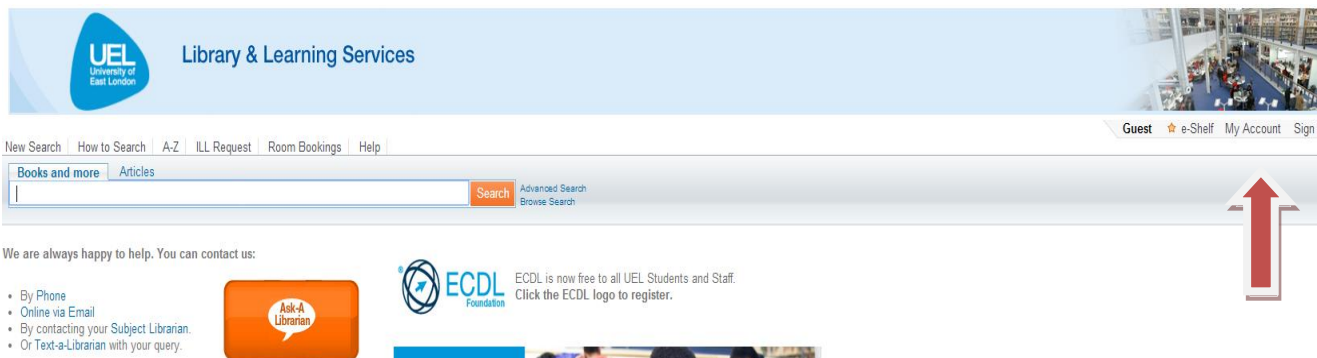 UEL
University of
East London
Library & Learning Services
Guest e-Shelf My Account Sign
New Search How to Search A-Z ILL Request Room Bookings Help
Books and more Articles
Search
Advanced Search
Browse Search
We are always happy to help. You can contact us:
• By Phone
• Online via Email
• By contacting your Subject Librarian.
• Or Text-a-Librarian with your query.
Ask-A
Librarian
® ECDL
Foundation
ECDL is now free to all UEL Students and Staff.
Click the ECDL logo to register.